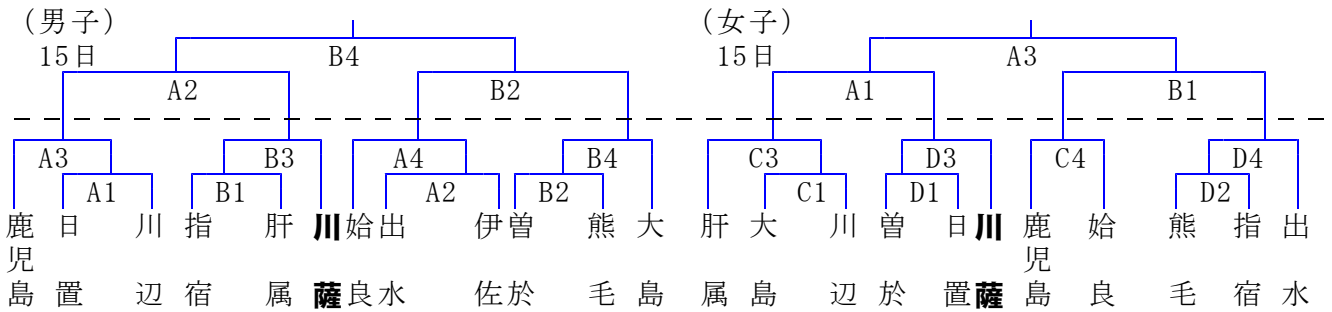 (男子)
15日
B4
A2
B2
A3
B3
A4
B4
A1
B1
A2
B2
鹿児島
日置
川辺
指宿
肝属
川薩
姶良
出水
伊佐
曽於
熊毛
大島
(女子)
15日
A3
A1
B1
C3
D3
C4
D4
C1
D1
D2
肝属
大島
川辺
曽於
日置
川薩
鹿児島
姶良
熊毛
指宿
出水